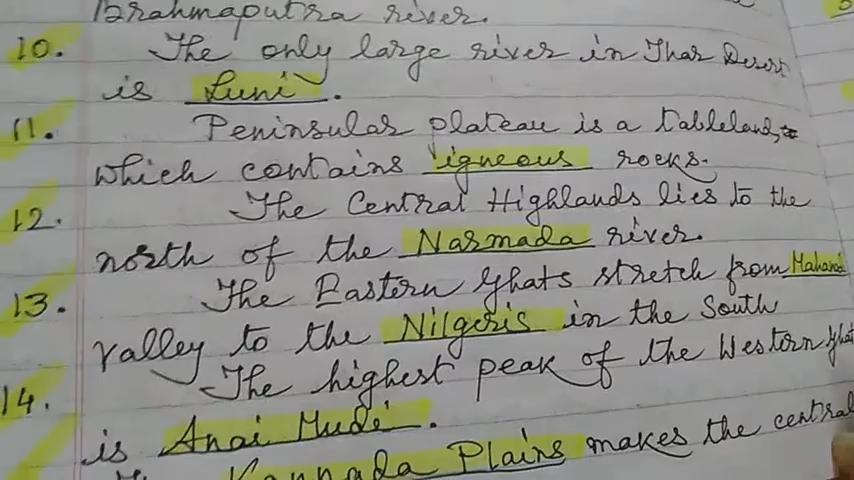 Brahmaputra river.
10. The only large river in Thar Desert
is Luni.
11. Peninsular plateau is a tableland,
which contains igneous rocks.
12. The Central Highlands lies to the
north of the Narmada river.
13. The Eastern Ghats stretch from Mahanadi
valley to the Nilgeris in the South
14. The highest peak of the Western Ghat
is Anai Mudi.
Kannada Plains makes the central